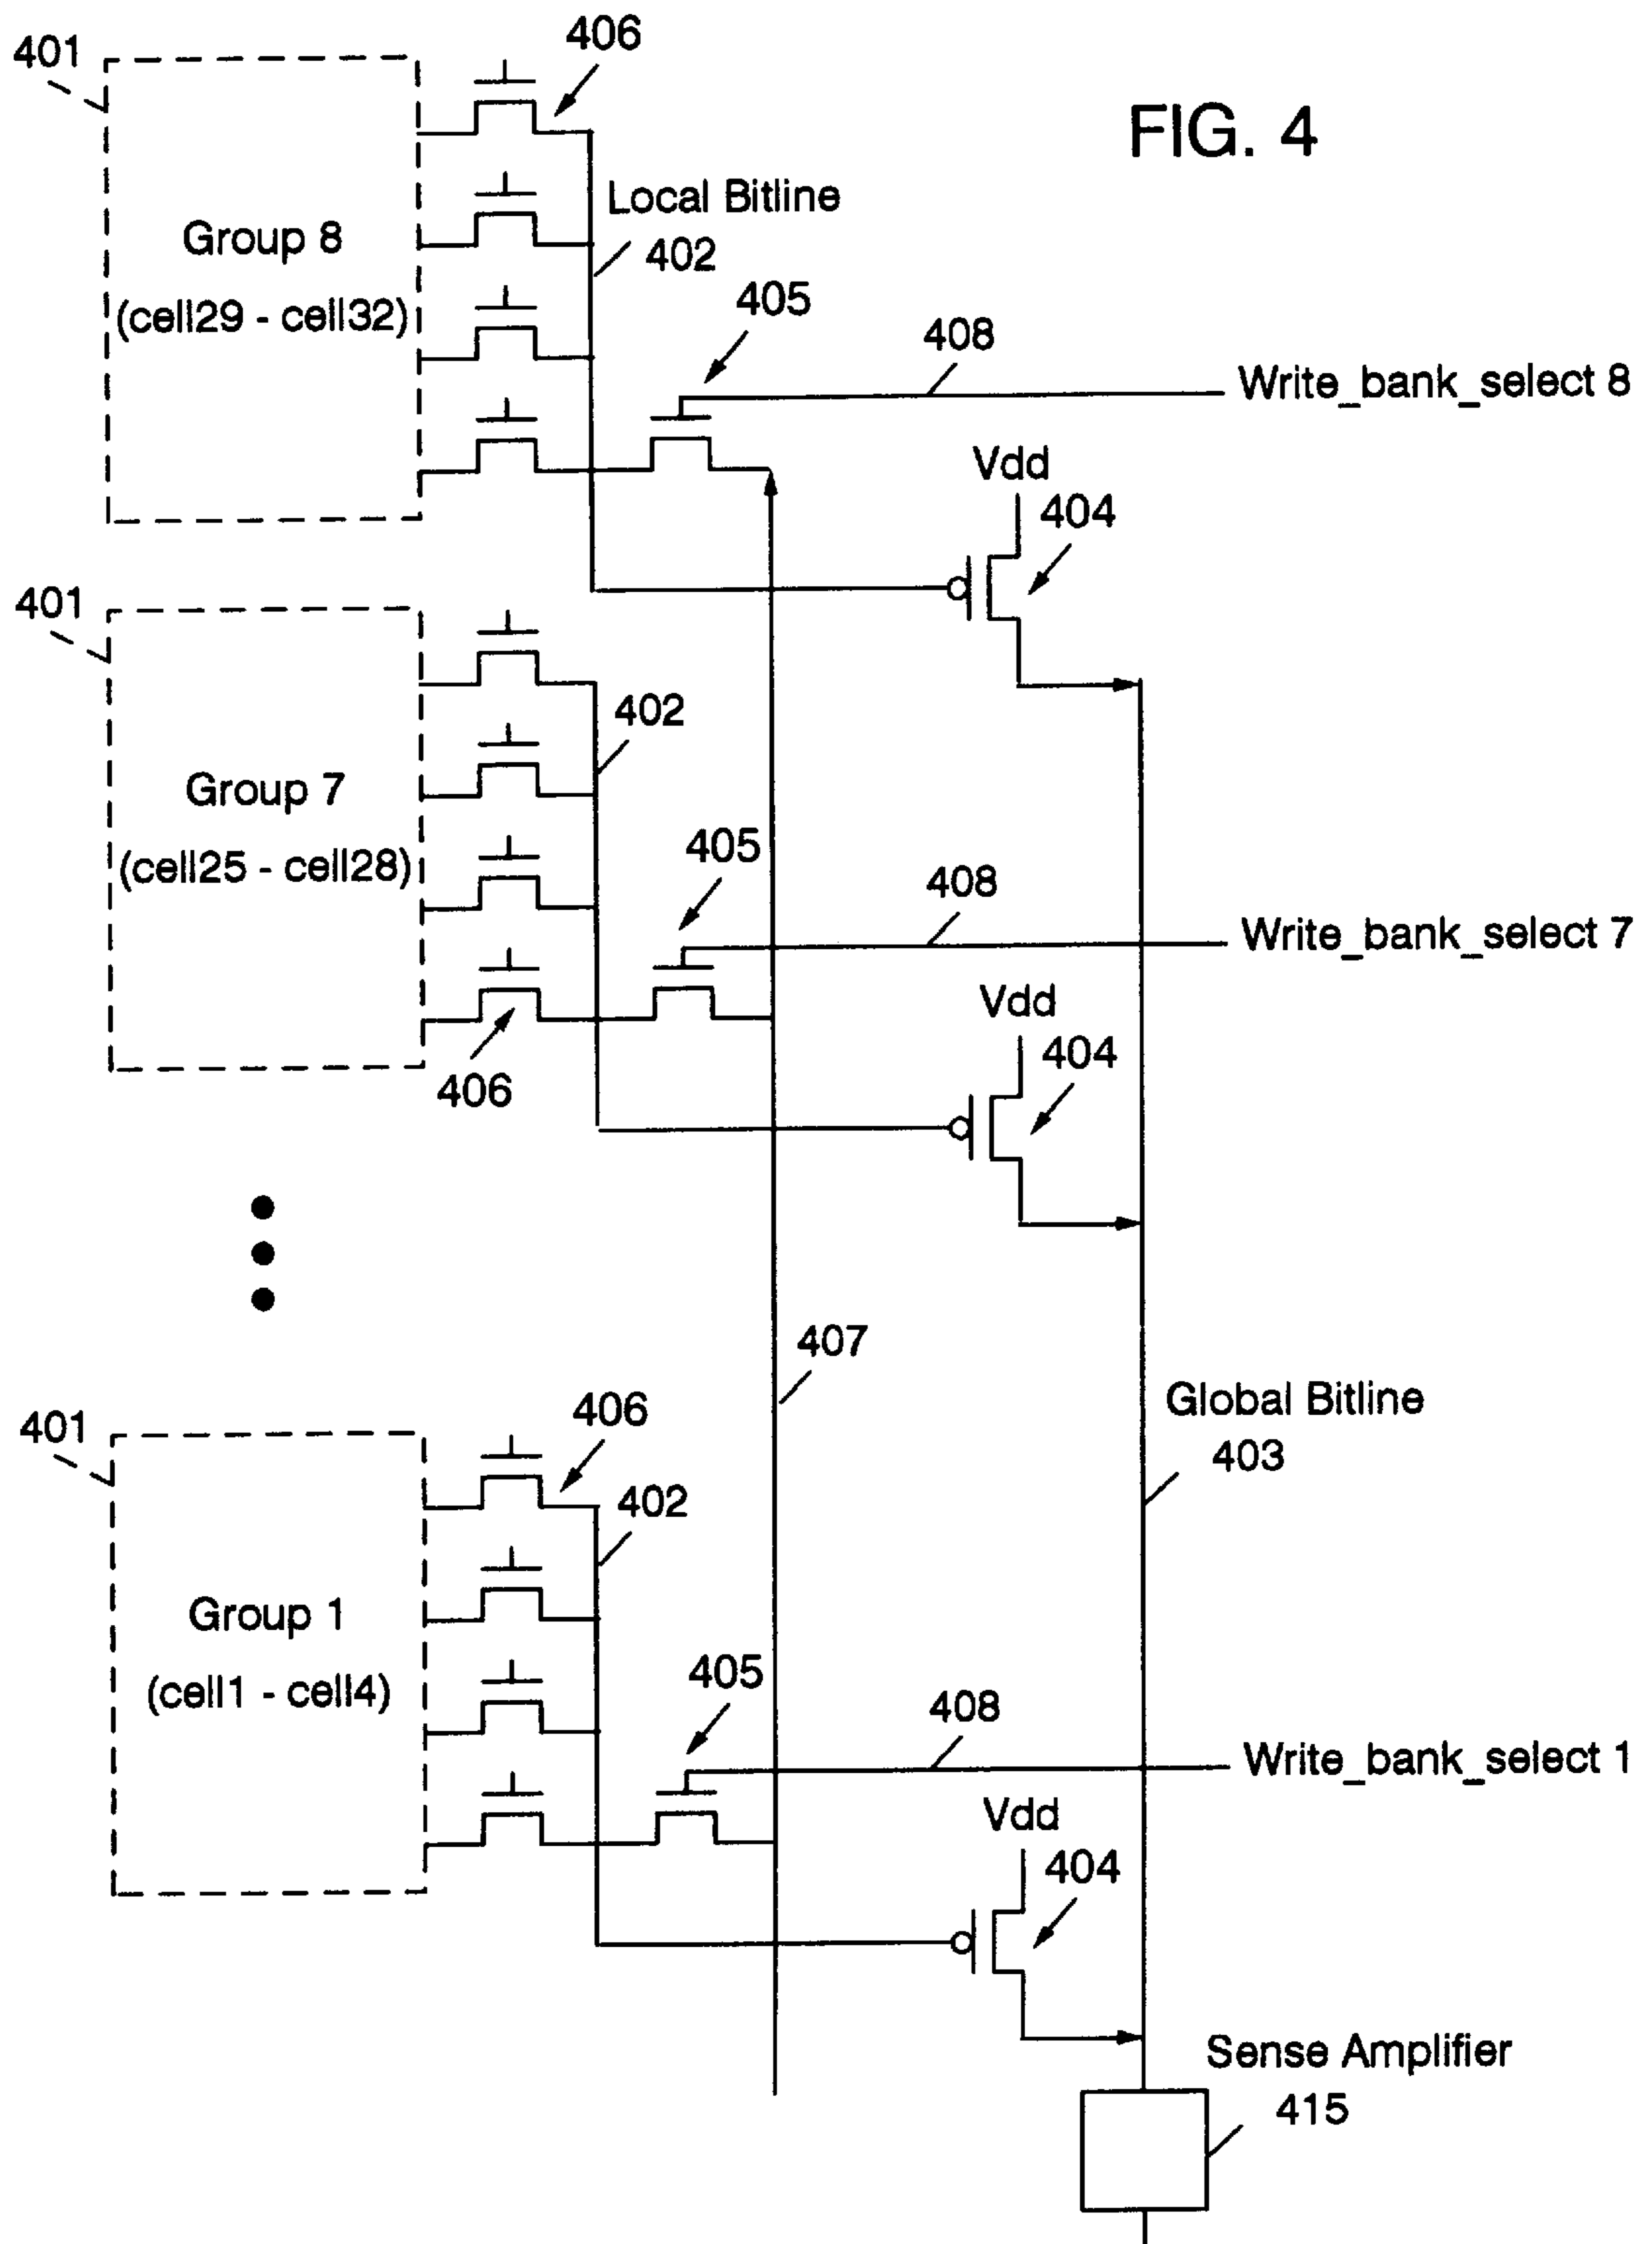 FIG. 4
401
406
Local Bitline
402
Group 8
(cell29 - cell32)
405
408
Write_bank_select 8
Vdd
404
401
402
Group 7
(cell25 - cell28)
405
408
Write_bank_select 7
Vdd
404
406
407
Global Bitline
403
401
406
402
Group 1
(cell1 - cell4)
405
408
Write_bank_select 1
Vdd
404
Sense Amplifier
415